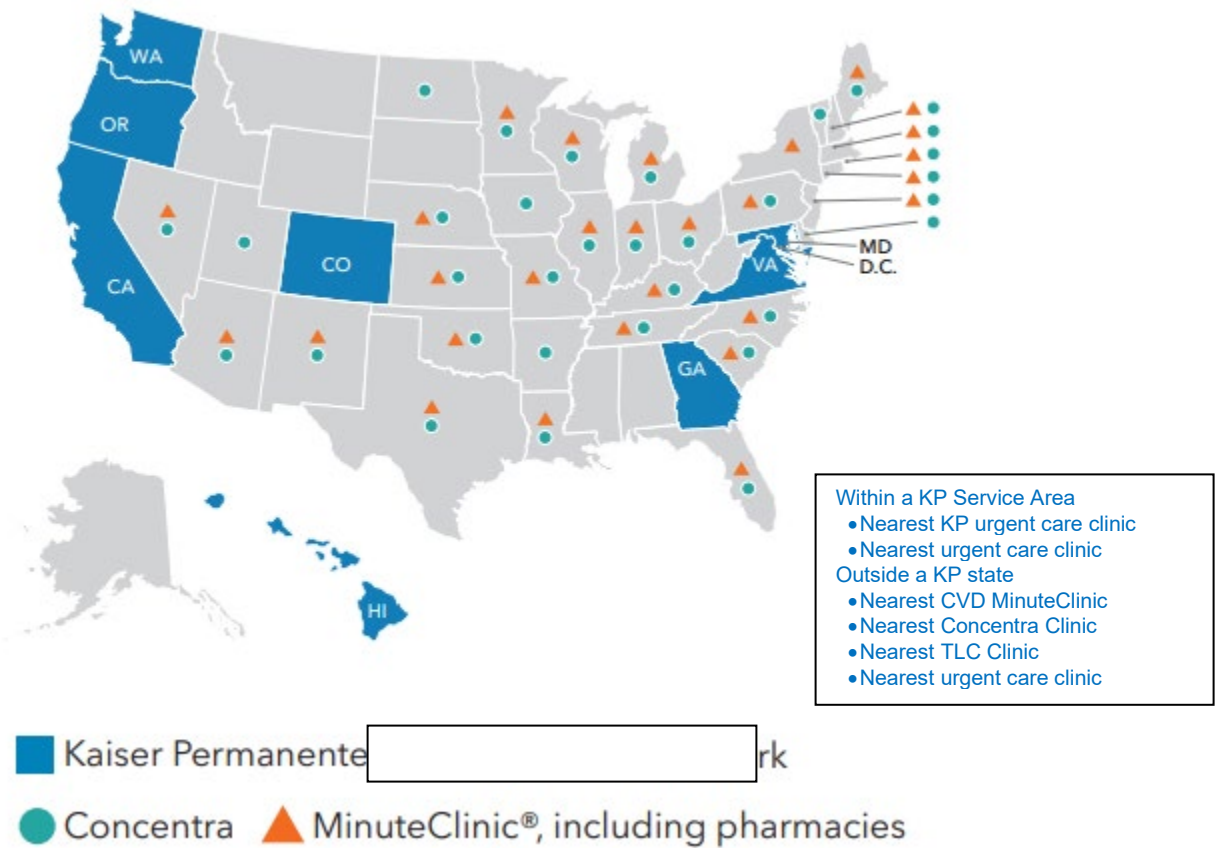 WA
OR
CA
CO
MD
D.C.
VA
GA
HI
Within a KP Service Area
•Nearest KP urgent care clinic
•Nearest urgent care clinic
Outside a KP state
•Nearest CVD MinuteClinic
•Nearest Concentra Clinic
•Nearest TLC Clinic
•Nearest urgent care clinic
Kaiser Permanente rk
Concentra MinuteClinic®, including pharmacies